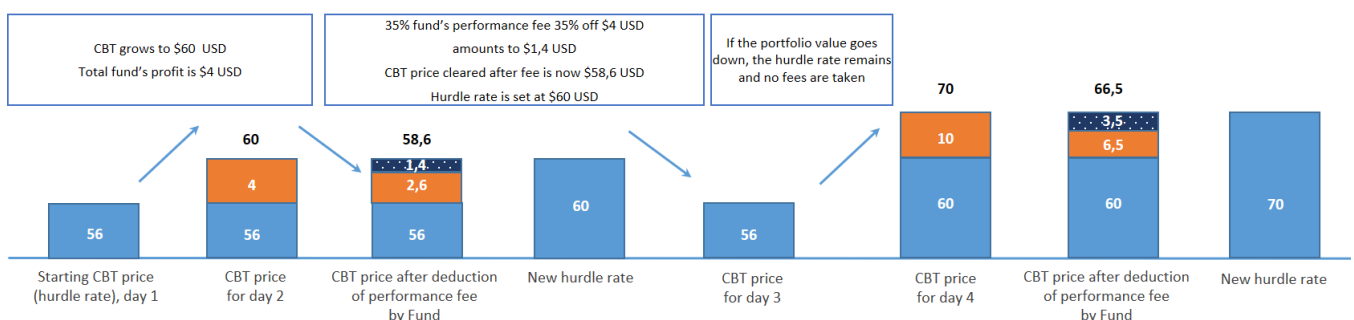 CBT grows to $60 USD
Total fund’s profit is $4 USD
35% fund’s performance fee 35% off $4 USD
amounts to $1,4 USD
CBT price cleared after fee is now $58,6 USD
Hurdle rate is set at $60 USD
If the portfolio value goes
down, the hurdle rate remains
and no fees are taken
56
Starting CBT price
(hurdle rate), day 1
60
4
56
CBT price
for day 2
58,6
1,4
2,6
56
CBT price after deduction
of performance fee
by Fund
60
New hurdle rate
56
CBT price
for day 3
70
10
60
CBT price
for day 4
66,5
3,5
6,5
60
CBT price after deduction
of performance fee
by Fund
70
New hurdle rate